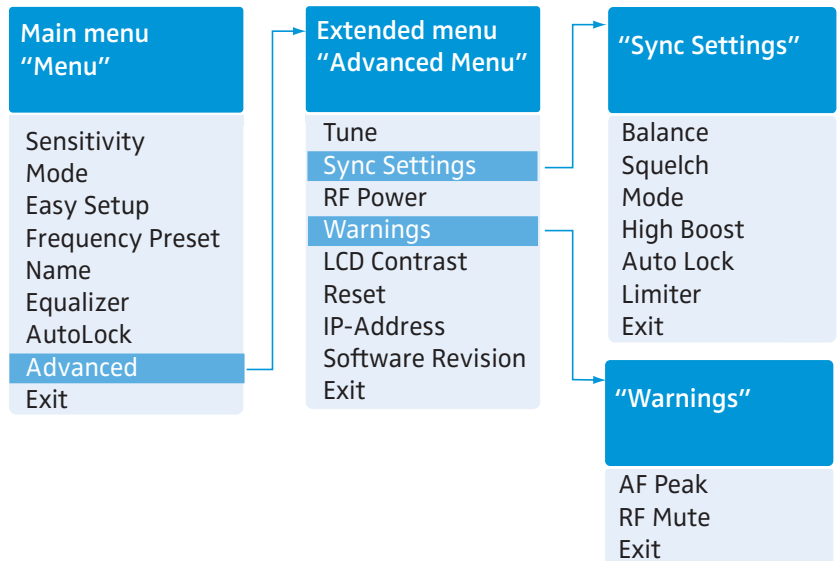 Main menu
“Menu”
Sensitivity
Mode
Easy Setup
Frequency Preset
Name
Equalizer
AutoLock
Advanced
Exit
Extended menu
“Advanced Menu”
Tune
Sync Settings
RF Power
Warnings
LCD Contrast
Reset
IP-Address
Software Revision
Exit
“Sync Settings”
Balance
Squelch
Mode
High Boost
Auto Lock
Limiter
Exit
“Warnings”
AF Peak
RF Mute
Exit